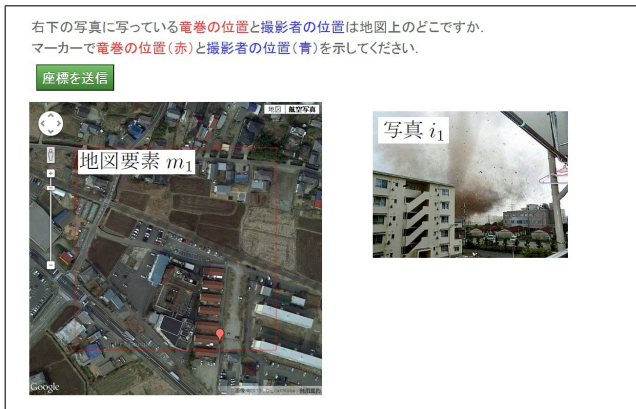 右下の写真に写っている竜巻の位置と撮影者の位置は地図上のどこですか.
マーカーで竜巻の位置(赤)と撮影者の位置(青)を示してください.
座標を送信
地図 航空写真
地図要素 m₁
写真 i₁
Google
利用規約